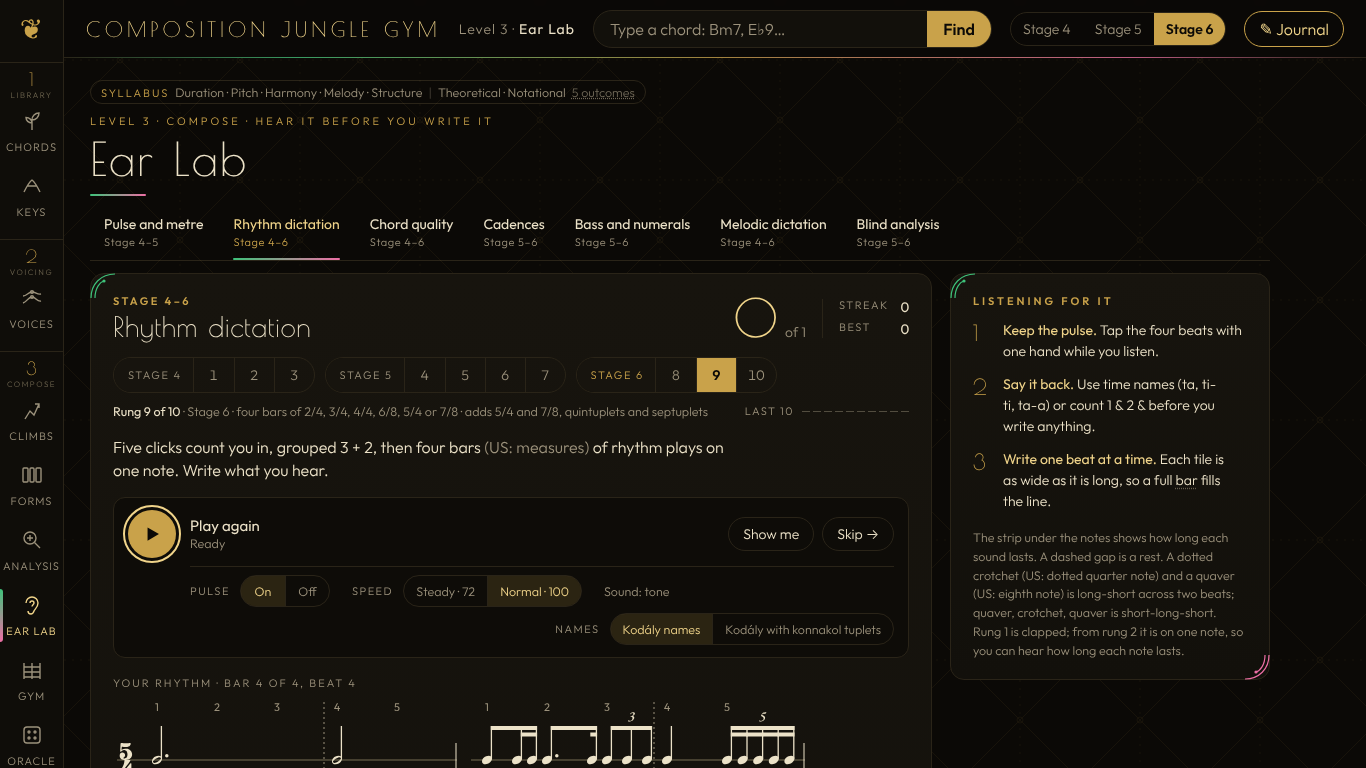 COMPOSITION JUNGLE GYM
Level 3 · Ear Lab
Type a chord: Bm7, E♭9…
Find
Stage 4
Stage 5
Stage 6
✎ Journal
1
LIBRARY
CHORDS
KEYS
2
VOICING
VOICES
3
COMPOSE
CLIMBS
FORMS
ANALYSIS
EAR LAB
GYM
ORACLE
SYLLABUS Duration · Pitch · Harmony · Melody · Structure | Theoretical · Notational 5 outcomes
LEVEL 3 · COMPOSE · HEAR IT BEFORE YOU WRITE IT
Ear Lab
Pulse and metre
Stage 4–5
Rhythm dictation
Stage 4–6
Chord quality
Stage 4–6
Cadences
Stage 5–6
Bass and numerals
Stage 5–6
Melodic dictation
Stage 4–6
Blind analysis
Stage 5–6
STAGE 4–6
Rhythm dictation
of 1
STREAK 0
BEST 0
STAGE 4 1 2 3
STAGE 5 4 5 6 7
STAGE 6 8 9 10
Rung 9 of 10 · Stage 6 · four bars of 2/4, 3/4, 4/4, 6/8, 5/4 or 7/8 · adds 5/4 and 7/8, quintuplets and septuplets
LAST 10
Five clicks count you in, grouped 3 + 2, then four bars (US: measures) of rhythm plays on
one note. Write what you hear.
Play again
Ready
Show me
Skip →
PULSE On Off
SPEED Steady · 72 Normal · 100
Sound: tone
NAMES Kodály names Kodály with konnakol tuplets
YOUR RHYTHM · BAR 4 OF 4, BEAT 4
1 2 3 4 5 1 2 3 4 5
3 5
5
LISTENING FOR IT
1 Keep the pulse. Tap the four beats with
one hand while you listen.
2 Say it back. Use time names (ta, ti-
ti, ta-a) or count 1 & 2 & before you
write anything.
3 Write one beat at a time. Each tile is
as wide as it is long, so a full bar fills
the line.
The strip under the notes shows how long each
sound lasts. A dashed gap is a rest. A dotted
crotchet (US: dotted quarter note) and a quaver
(US: eighth note) is long-short across two beats;
quaver, crotchet, quaver is short-long-short.
Rung 1 is clapped; from rung 2 it is on one note, so
you can hear how long each note lasts.